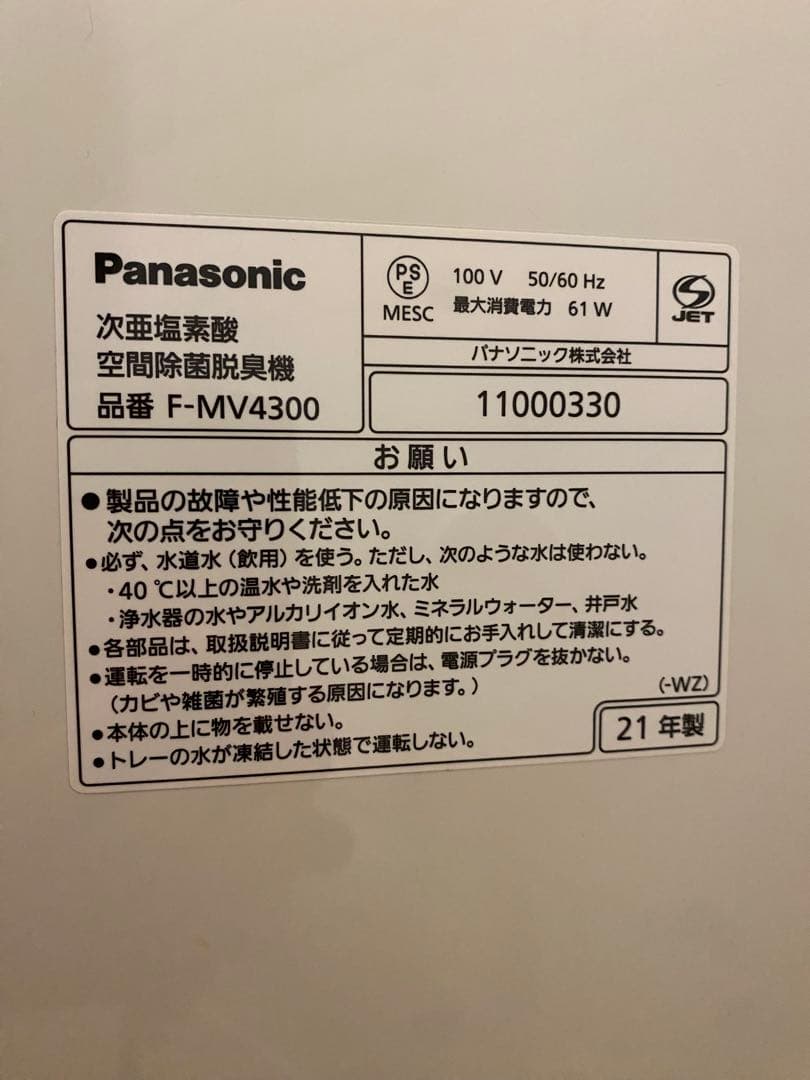 Panasonic
次亜塩素酸
空間除菌脱臭機
品番 F-MV4300
PSE
MESC
100 V 50/60 Hz
最大消費電力 61 W
JET
パナソニック株式会社
11000330
お願い
●製品の故障や性能低下の原因になりますので、
次の点をお守りください。
●必ず、水道水(飲用)を使う。ただし、次のような水は使わない。
・40 ℃以上の温水や洗剤を入れた水
・浄水器の水やアルカリイオン水、ミネラルウォーター、井戸水
●各部品は、取扱説明書に従って定期的にお手入れして清潔にする。
●運転を一時的に停止している場合は、電源プラグを抜かない。
(カビや雑菌が繁殖する原因になります。)
●本体の上に物を載せない。
●トレーの水が凍結した状態で運転しない。
(-WZ)
21 年製